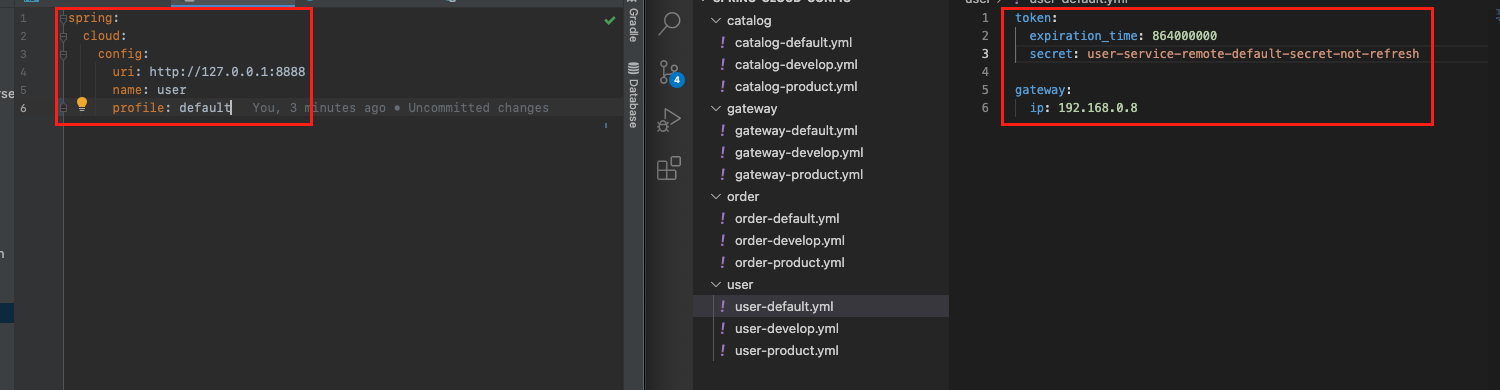 1 spring:
2 cloud:
3 config:
4 uri: http://127.0.0.1:8888
5 name: user
6 profile: default You, 3 minutes ago • Uncommitted changes
Gradle
Database
4
catalog
! catalog-default.yml
! catalog-develop.yml
! catalog-product.yml
gateway
! gateway-default.yml
! gateway-develop.yml
! gateway-product.yml
order
! order-default.yml
! order-develop.yml
! order-product.yml
user
! user-default.yml
! user-develop.yml
! user-product.yml
1 token:
2 expiration_time: 864000000
3 secret: user-service-remote-default-secret-not-refresh
4
5 gateway:
6 ip: 192.168.0.8